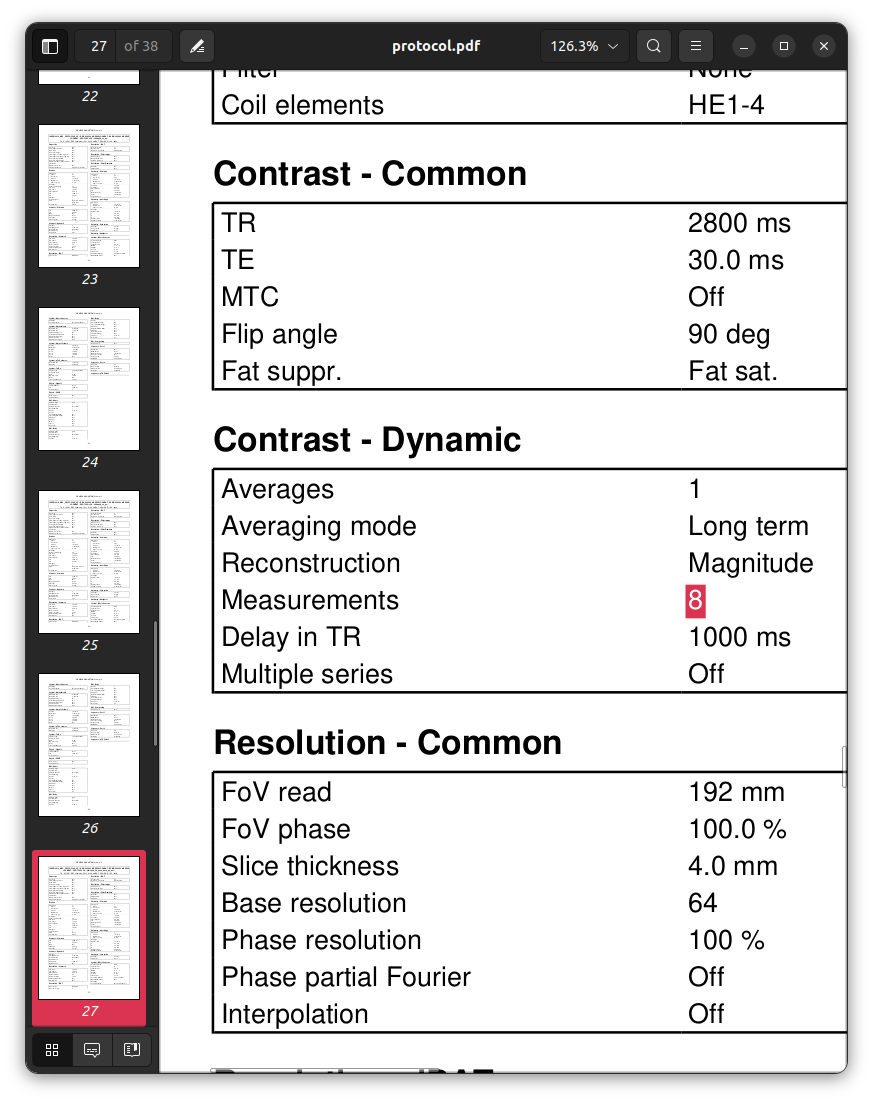 27 of 38
protocol.pdf
126.3%
22
23
24
25
26
27
Filter None
Coil elements HE1-4
Contrast - Common
TR 2800 ms
TE 30.0 ms
MTC Off
Flip angle 90 deg
Fat suppr. Fat sat.
Contrast - Dynamic
Averages 1
Averaging mode Long term
Reconstruction Magnitude
Measurements 8
Delay in TR 1000 ms
Multiple series Off
Resolution - Common
FoV read 192 mm
FoV phase 100.0 %
Slice thickness 4.0 mm
Base resolution 64
Phase resolution 100 %
Phase partial Fourier Off
Interpolation Off